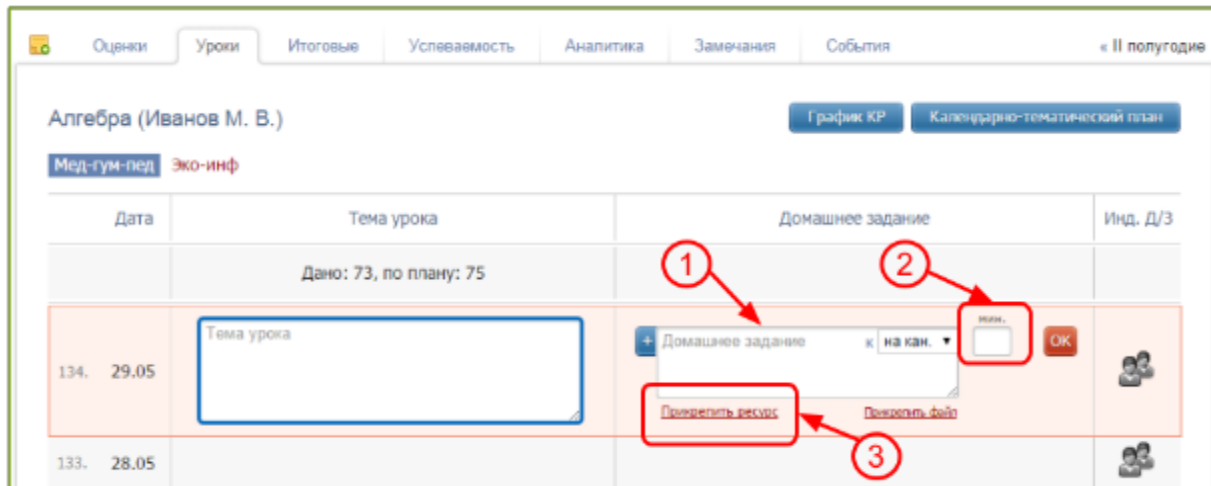 Оценки Уроки Итоговые Успеваемость Аналитика Замечания События « II полугодие
Алгебра (Иванов М. В.) График КР Календарно-тематический план
Мед-гум-пед Эко-инф
Дата Тема урока Домашнее задание Инд. Д/З
Дано: 73, по плану: 75
1 2
мин.
Тема урока + Домашнее задание к на кан. ▼ ОК
134. 29.05
Прикрепить ресурс Прикрепить файл
3
133. 28.05